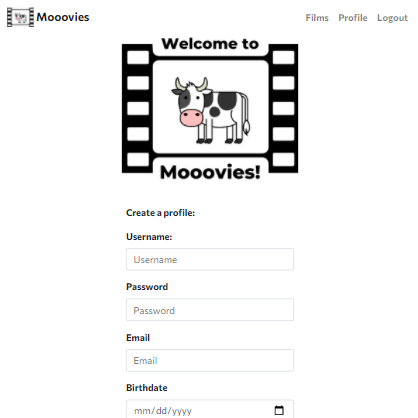 Mooovies
Films Profile Logout
Welcome to
Mooovies!
Create a profile:
Username:
Username
Password
Password
Email
Email
Birthdate
mm/dd/yyyy